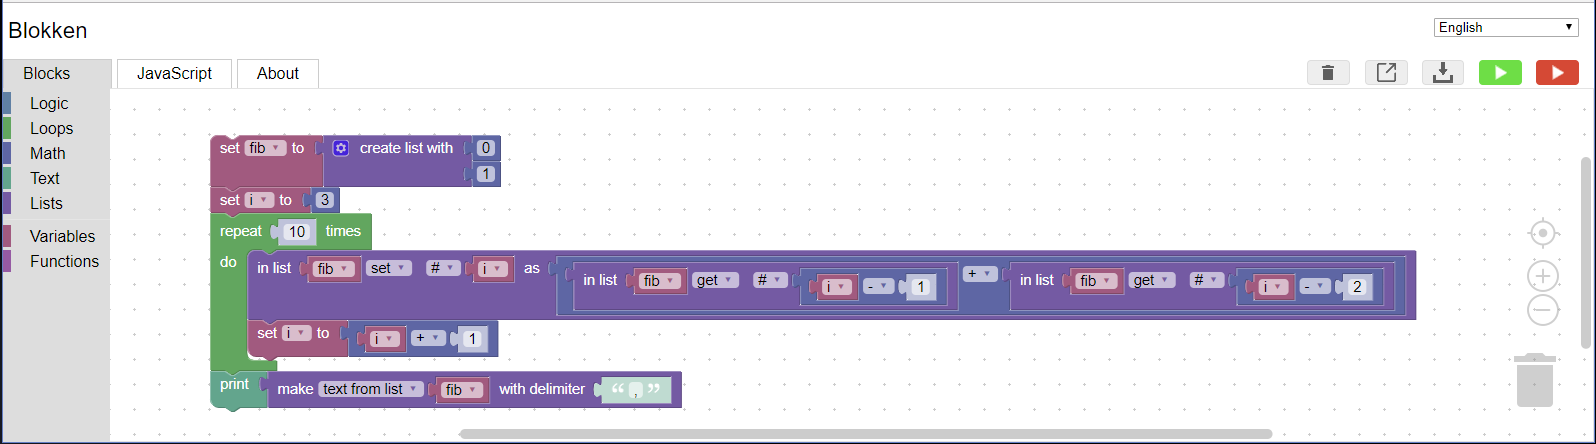 Blokken
English
Blocks
JavaScript
About
Logic
Loops
Math
Text
Lists
Variables
Functions
set fib to create list with 0
1
set i to 3
repeat 10 times
do in list fib set # i as in list fib get # i - 1 + in list fib get # i - 2
set i to i + 1
print make text from list fib with delimiter “ , ”